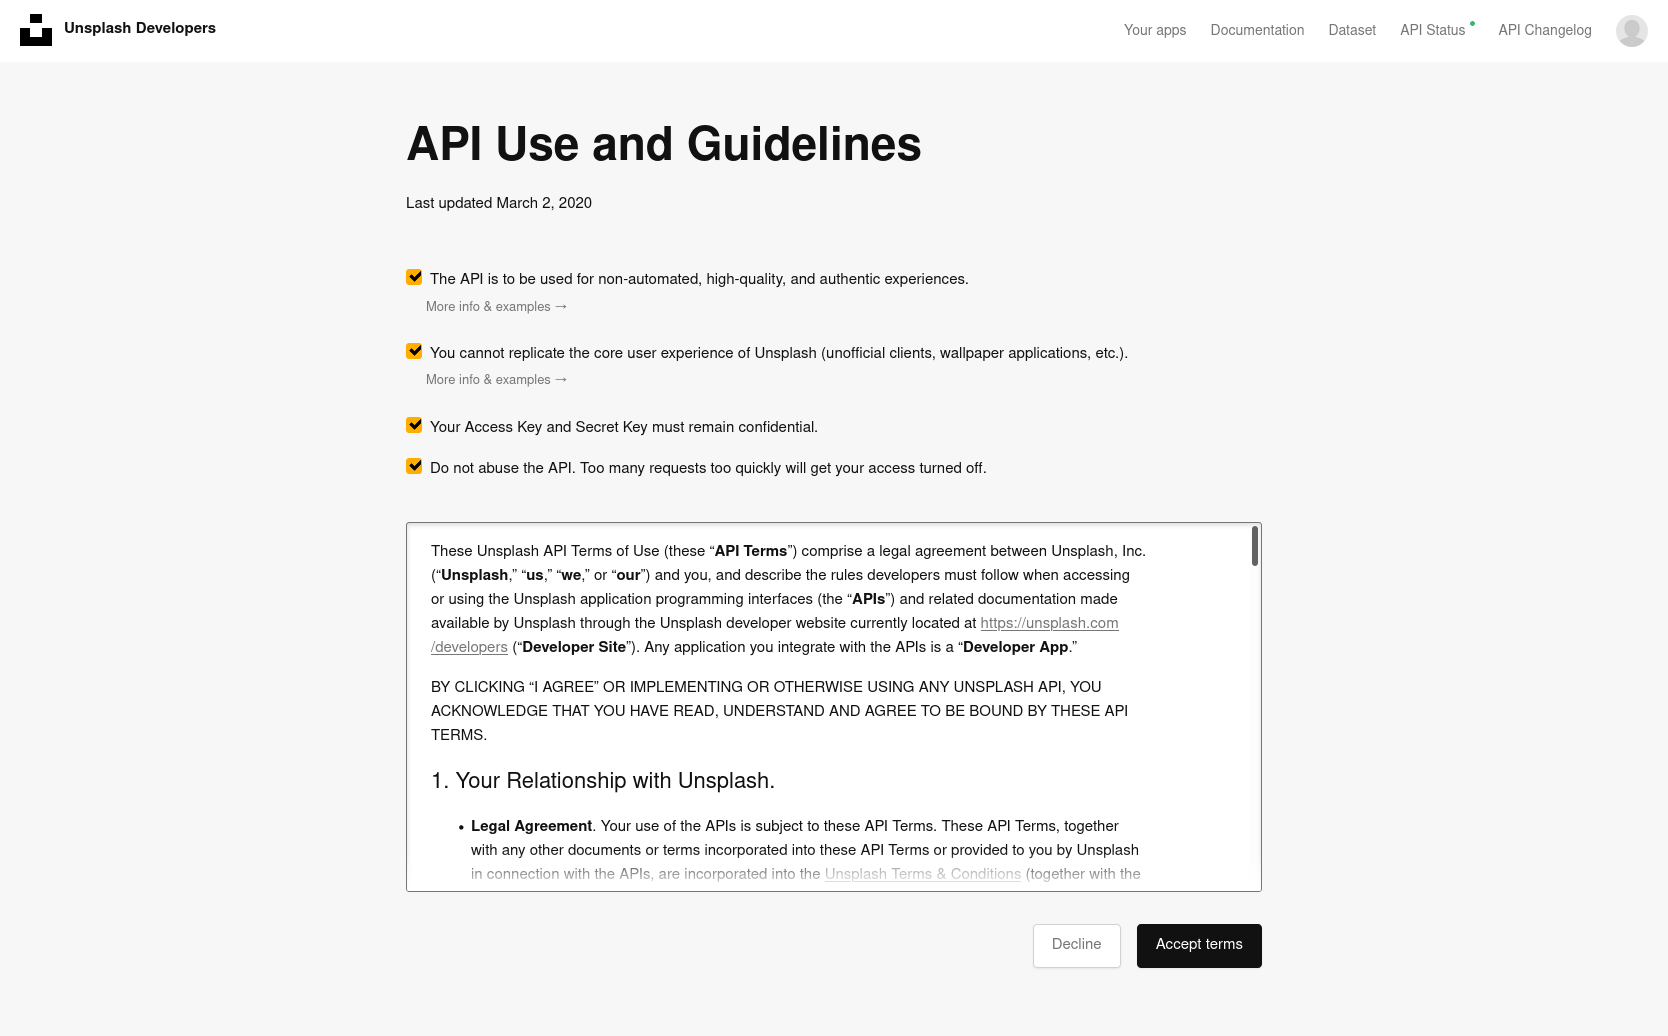 Unsplash Developers
Your apps
Documentation
Dataset
API Status
API Changelog
API Use and Guidelines
Last updated March 2, 2020
The API is to be used for non-automated, high-quality, and authentic experiences.
More info & examples →
You cannot replicate the core user experience of Unsplash (unofficial clients, wallpaper applications, etc.).
More info & examples →
Your Access Key and Secret Key must remain confidential.
Do not abuse the API. Too many requests too quickly will get your access turned off.
These Unsplash API Terms of Use (these “API Terms”) comprise a legal agreement between Unsplash, Inc.
(“Unsplash,” “us,” “we,” or “our”) and you, and describe the rules developers must follow when accessing
or using the Unsplash application programming interfaces (the “APIs”) and related documentation made
available by Unsplash through the Unsplash developer website currently located at https://unsplash.com
/developers (“Developer Site”). Any application you integrate with the APIs is a “Developer App.”
BY CLICKING “I AGREE” OR IMPLEMENTING OR OTHERWISE USING ANY UNSPLASH API, YOU
ACKNOWLEDGE THAT YOU HAVE READ, UNDERSTAND AND AGREE TO BE BOUND BY THESE API
TERMS.
1. Your Relationship with Unsplash.
• Legal Agreement. Your use of the APIs is subject to these API Terms. These API Terms, together
with any other documents or terms incorporated into these API Terms or provided to you by Unsplash
in connection with the APIs, are incorporated into the Unsplash Terms & Conditions (together with the
Decline
Accept terms